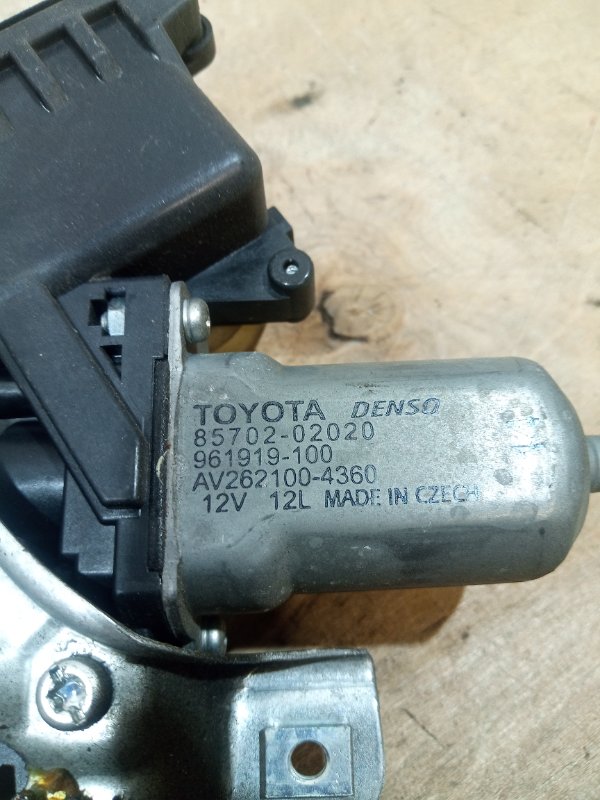 TOYOTA DENSO
85702-02020
961919-100
AV262100-4360
12V 12L MADE IN CZECH